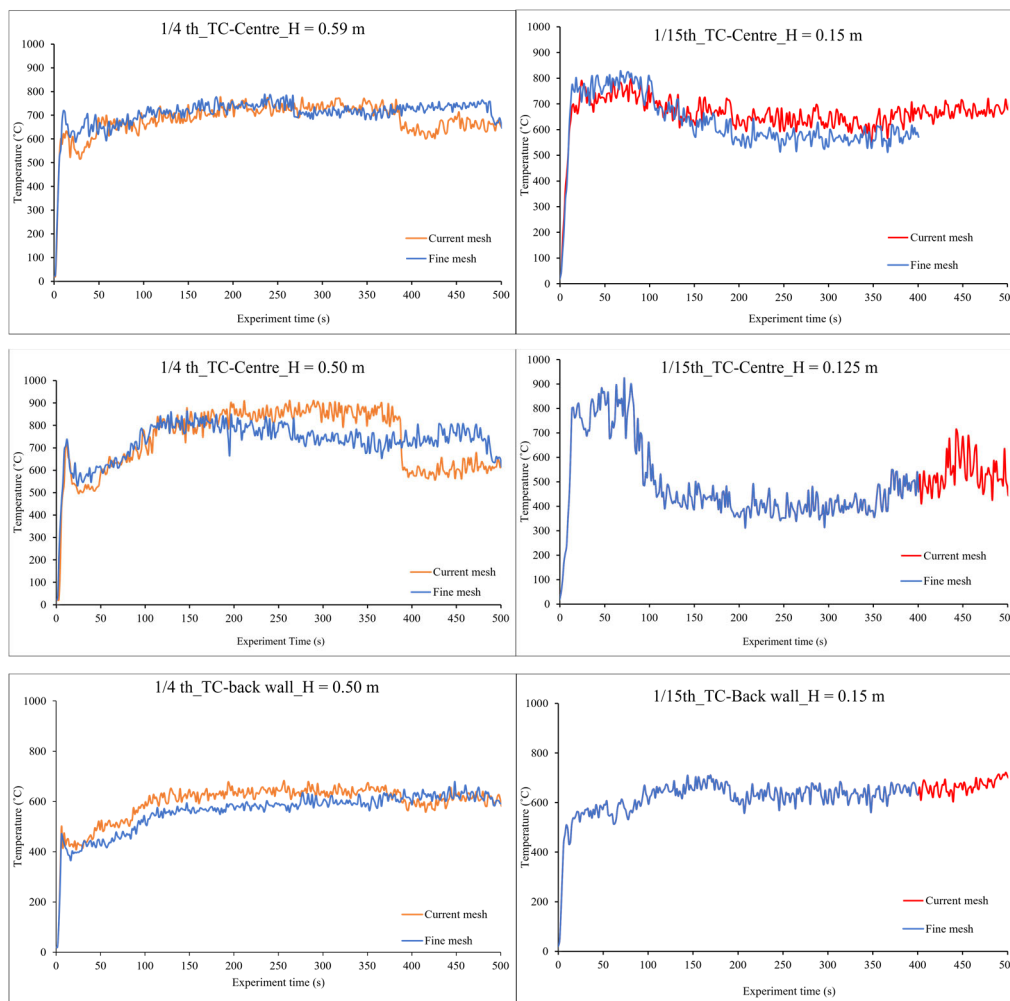 1/4 th_TC-Centre_H = 0.59 m
1000
900
800
700
600
500
400
300
200
100
0
Temperature (˚C)
0 50 100 150 200 250 300 350 400 450 500
Experiment time (s)
Current mesh
Fine mesh
1/15th_TC-Centre_H = 0.15 m
1000
900
800
700
600
500
400
300
200
100
0
Temperature (˚C)
0 50 100 150 200 250 300 350 400 450 500
Experiment time (s)
Current mesh
Fine mesh
1/4 th_TC-Centre_H = 0.50 m
1000
900
800
700
600
500
400
300
200
100
0
Temperature (˚C)
0 50 100 150 200 250 300 350 400 450 500
Experiment Time (s)
Current mesh
Fine mesh
1/15th_TC-Centre_H = 0.125 m
1000
900
800
700
600
500
400
300
200
100
0
Temperature (˚C)
0 50 100 150 200 250 300 350 400 450 500
Experiment time (s)
Current mesh
Fine mesh
1/4 th_TC-back wall_H = 0.50 m
1000
800
600
400
200
0
Temperature (˚C)
0 50 100 150 200 250 300 350 400 450 500
Experiment time (s)
Current mesh
Fine mesh
1/15th_TC-Back wall_H = 0.15 m
1000
800
600
400
200
0
Temperature (˚C)
0 50 100 150 200 250 300 350 400 450 500
Experiment time (s)
Current mesh
Fine mesh